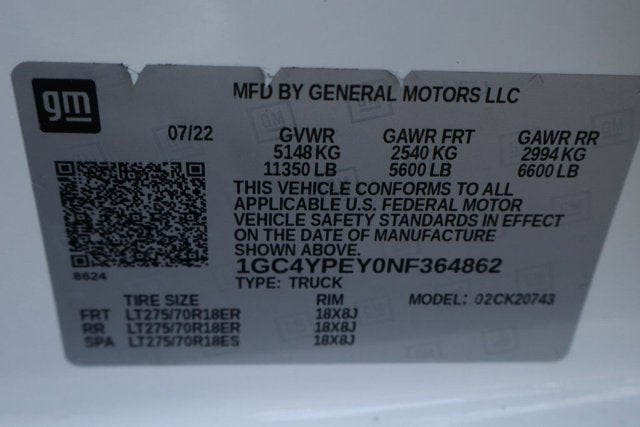 gm
MFD BY GENERAL MOTORS LLC
07/22 GVWR GAWR FRT GAWR RR
5148 KG 2540 KG 2994 KG
11350 LB 5600 LB 6600 LB
THIS VEHICLE CONFORMS TO ALL
APPLICABLE U.S. FEDERAL MOTOR
VEHICLE SAFETY STANDARDS IN EFFECT
ON THE DATE OF MANUFACTURE
SHOWN ABOVE.
8624 1GC4YPEY0NF364862
TYPE: TRUCK
TIRE SIZE RIM MODEL: 02CK20743
FRT LT275/70R18ER 18X8J
RR LT275/70R18ER 18X8J
SPA LT275/70R18ES 18X8J